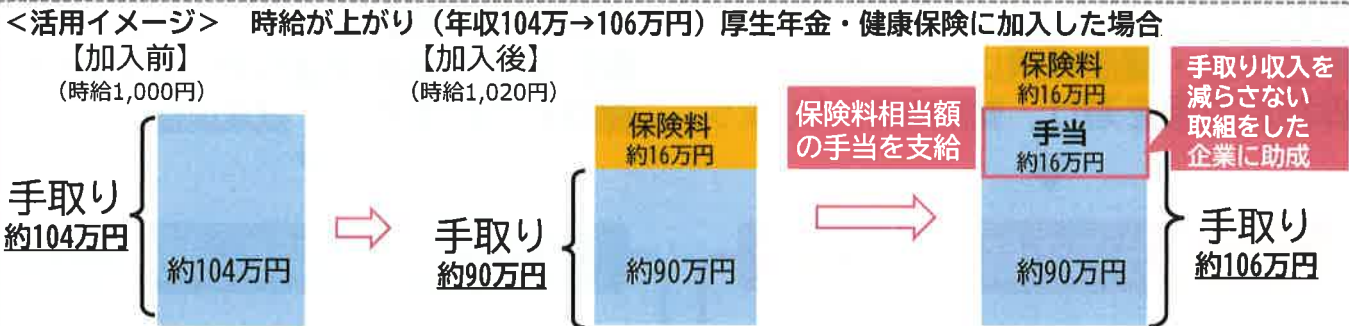 ＜活用イメージ＞　時給が上がり（年収104万→106万円）厚生年金・健康保険に加入した場合
【加入前】
（時給1,000円）
手取り
約104万円
約104万円
【加入後】
（時給1,020円）
保険料
約16万円
手取り
約90万円
約90万円
保険料相当額
の手当を支給
保険料
約16万円
手当
約16万円
約90万円
手取り収入を
減らさない
取組をした
企業に助成
手取り
約106万円